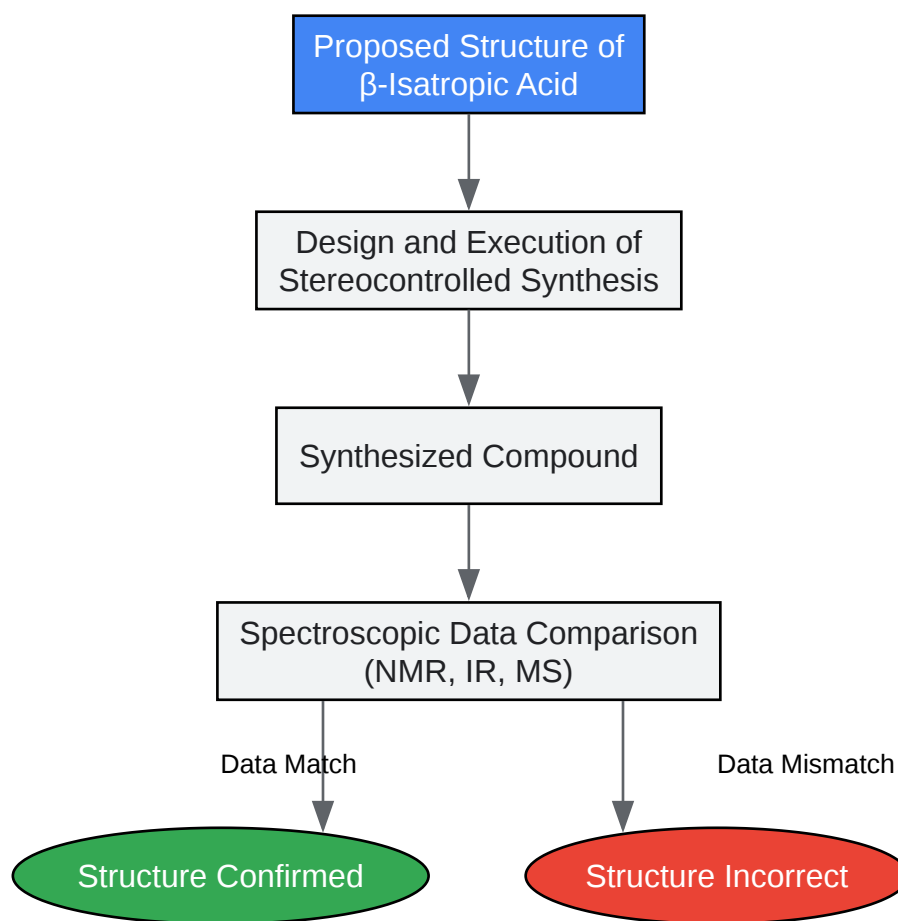 Proposed Structure of
β-Isatropic Acid
Design and Execution of
Stereocontrolled Synthesis
Synthesized Compound
Spectroscopic Data Comparison
(NMR, IR, MS)
Data Match
Data Mismatch
Structure Confirmed
Structure Incorrect